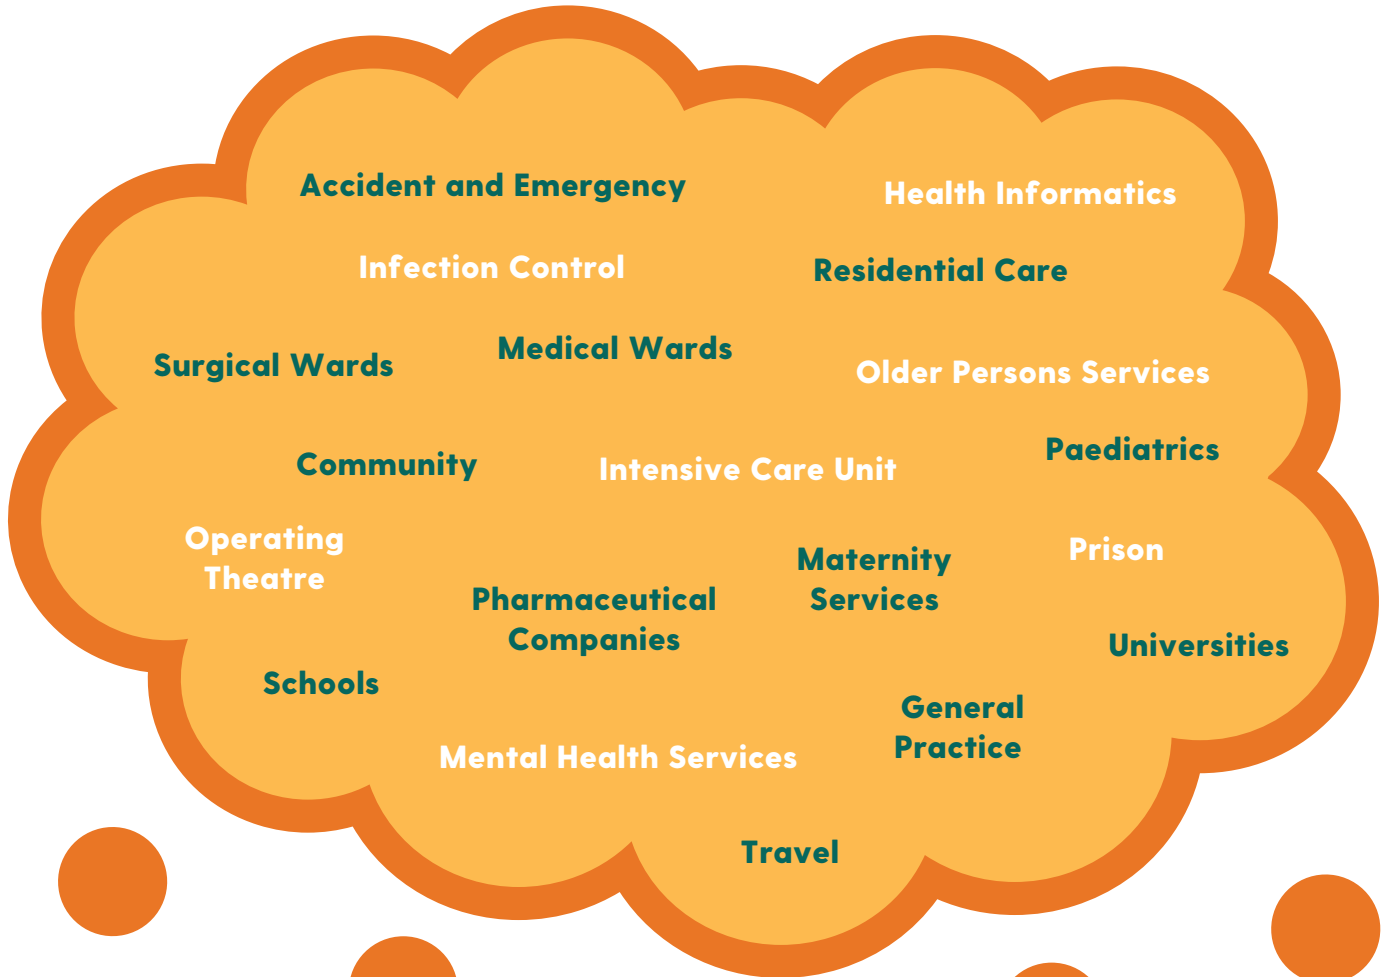 Accident and Emergency
Health Informatics
Infection Control
Residential Care
Medical Wards
Surgical Wards
Older Persons Services
Paediatrics
Community
Intensive Care Unit
Operating
Theatre
Prison
Maternity
Services
Pharmaceutical
Companies
Universities
Schools
General
Practice
Mental Health Services
Travel